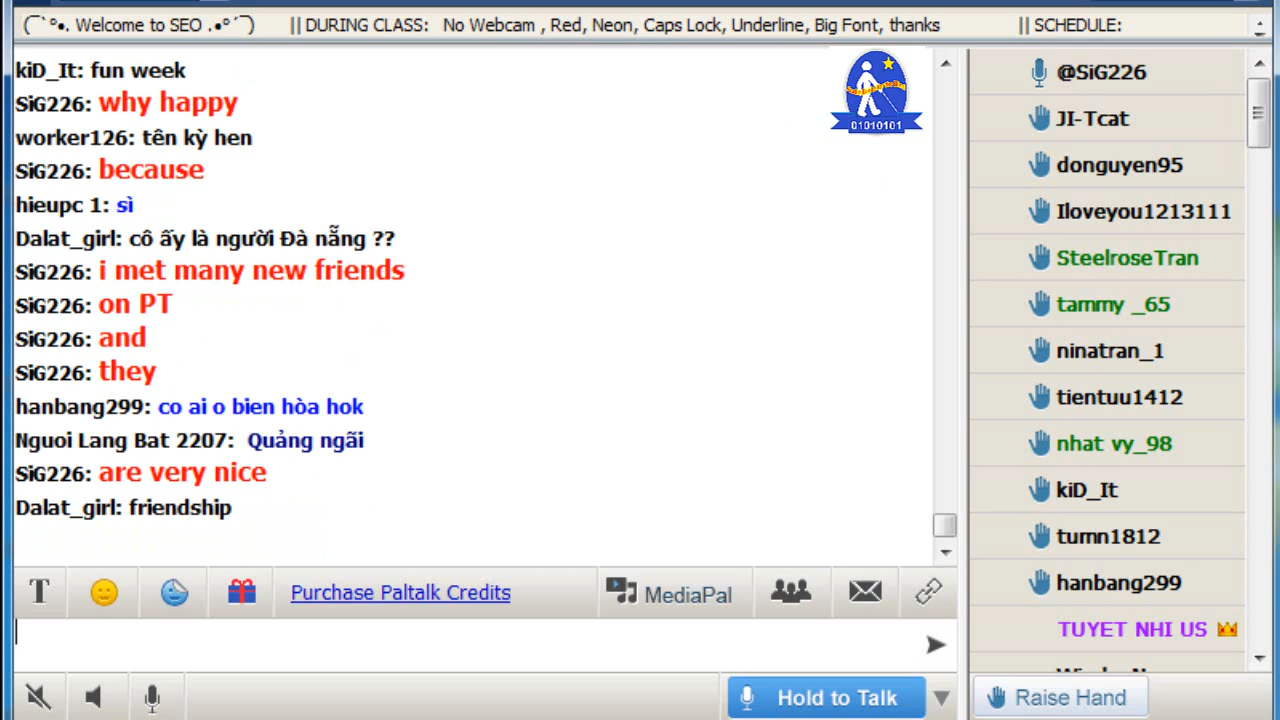 (¯`°•. Welcome to SEO .•°´¯) || DURING CLASS: No Webcam , Red, Neon, Caps Lock, Underline, Big Font, thanks || SCHEDULE:
kiD_It: fun week
SiG226: why happy
worker126: tên kỳ hen
SiG226: because
hieupc 1: sì
Dalat_girl: cô ấy là người Đà nẵng ??
SiG226: i met many new friends
SiG226: on PT
SiG226: and
SiG226: they
hanbang299: co ai o bien hòa hok
Nguoi Lang Bat 2207: Quảng ngãi
SiG226: are very nice
Dalat_girl: friendship
01010101
@SiG226
JI-Tcat
donguyen95
Iloveyou1213111
SteelroseTran
tammy _65
ninatran_1
tientuu1412
nhat vy_98
kiD_It
tumn1812
hanbang299
TUYET NHI US
T Purchase Paltalk Credits MediaPal
Hold to Talk
Raise Hand